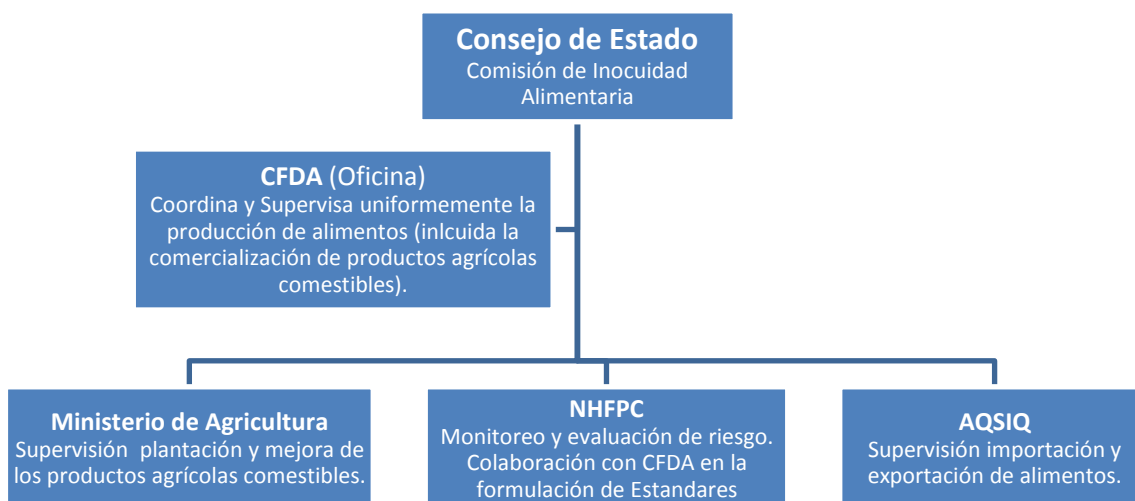 Consejo de Estado
Comisión de Inocuidad
Alimentaria
CFDA (Oficina)
Coordina y Supervisa uniformemente la
producción de alimentos (inlcuida la
comercialización de productos agrícolas
comestibles).
Ministerio de Agricultura
Supervisión plantación y mejora de
los productos agrícolas comestibles.
NHFPC
Monitoreo y evaluación de riesgo.
Colaboración con CFDA en la
formulación de Estandares
AQSIQ
Supervisión importación y
exportación de alimentos.